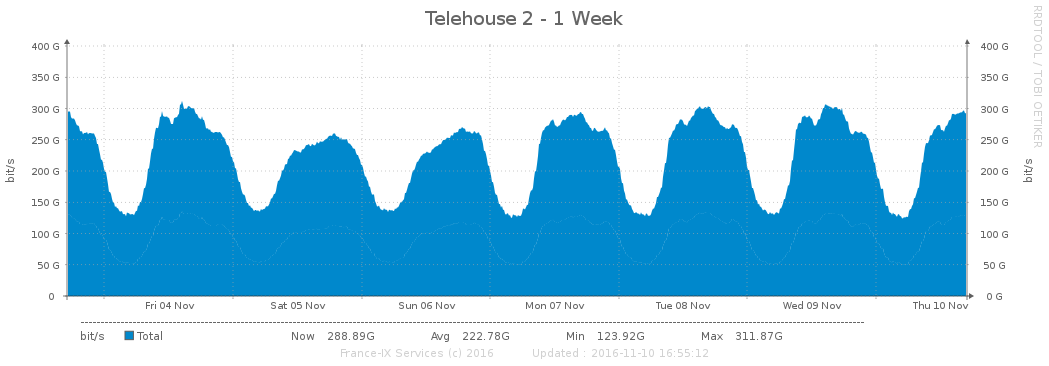 Telehouse 2 - 1 Week
RRDTOOL / TOBI OETIKER
bit/s
400 G
350 G
300 G
250 G
200 G
150 G
100 G
50 G
0
400 G
350 G
300 G
250 G
200 G
150 G
100 G
50 G
0 G
bit/s
Fri 04 Nov Sat 05 Nov Sun 06 Nov Mon 07 Nov Tue 08 Nov Wed 09 Nov Thu 10 Nov
bit/s Total Now 288.89G Avg 222.78G Min 123.92G Max 311.87G
France-IX Services (c) 2016 Updated : 2016-11-10 16:55:12